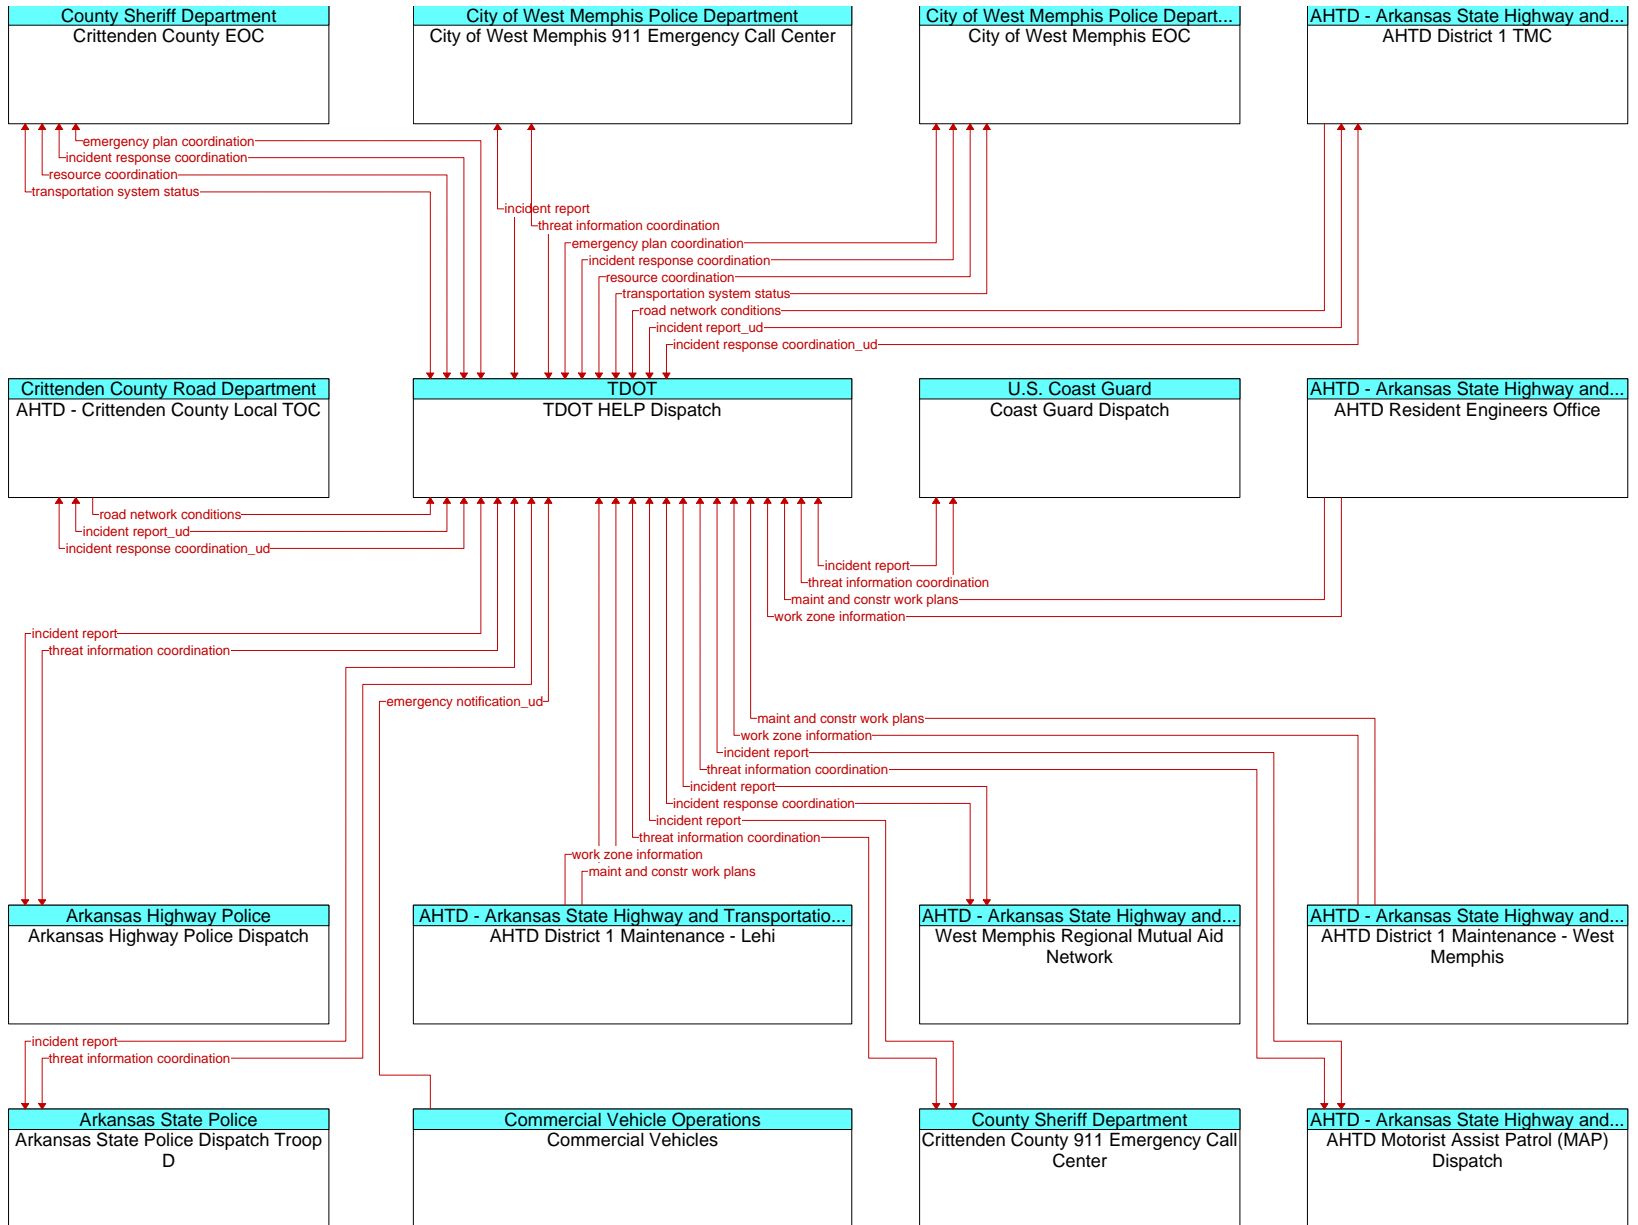 County Sheriff Department
Crittenden County EOC
City of West Memphis Police Department
City of West Memphis 911 Emergency Call Center
City of West Memphis Police Depart...
City of West Memphis EOC
AHTD - Arkansas State Highway and...
AHTD District 1 TMC
emergency plan coordination
incident response coordination
resource coordination
transportation system status
incident report
threat information coordination
emergency plan coordination
incident response coordination
resource coordination
transportation system status
road network conditions
incident report_ud
incident response coordination_ud
Crittenden County Road Department
AHTD - Crittenden County Local TOC
TDOT
TDOT HELP Dispatch
U.S. Coast Guard
Coast Guard Dispatch
AHTD - Arkansas State Highway and...
AHTD Resident Engineers Office
road network conditions
incident report_ud
incident response coordination_ud
incident report
threat information coordination
maint and constr work plans
work zone information
incident report
threat information coordination
emergency notification_ud
maint and constr work plans
work zone information
incident report
threat information coordination
incident report
incident response coordination
incident report
threat information coordination
work zone information
maint and constr work plans
Arkansas Highway Police
Arkansas Highway Police Dispatch
AHTD - Arkansas State Highway and Transportatio...
AHTD District 1 Maintenance - Lehi
AHTD - Arkansas State Highway and...
West Memphis Regional Mutual Aid
Network
AHTD - Arkansas State Highway and...
AHTD District 1 Maintenance - West
Memphis
incident report
threat information coordination
Arkansas State Police
Arkansas State Police Dispatch Troop
D
Commercial Vehicle Operations
Commercial Vehicles
County Sheriff Department
Crittenden County 911 Emergency Call
Center
AHTD - Arkansas State Highway and...
AHTD Motorist Assist Patrol (MAP)
Dispatch